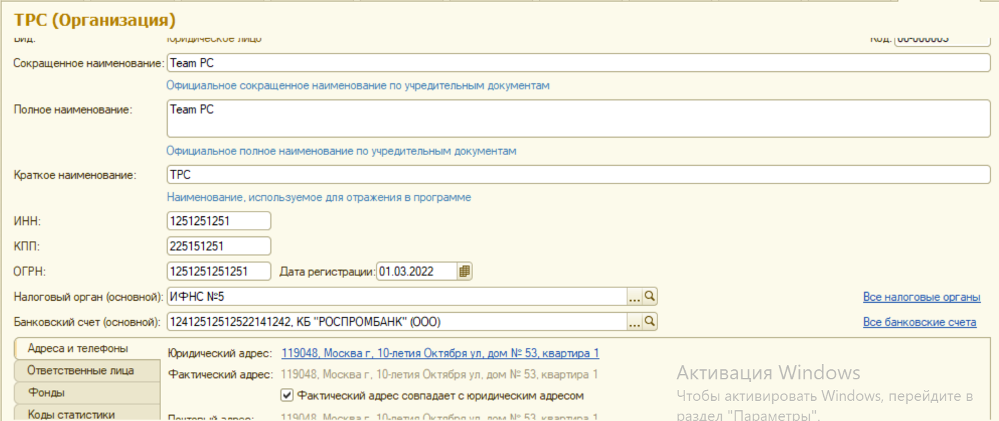 ТРС (Организация)
Вид: Юридическое лицо Код: 00-000003
Сокращенное наименование: Team PC
Официальное сокращенное наименование по учредительным документам
Полное наименование: Team PC
Официальное полное наименование по учредительным документам
Краткое наименование: ТРС
Наименование, используемое для отражения в программе
ИНН: 1251251251
КПП: 225151251
ОГРН: 1251251251251 Дата регистрации: 01.03.2022
Налоговый орган (основной): ИФНС №5 ... Все налоговые органы
Банковский счет (основной): 12412512512522141242, КБ "РОСПРОМБАНК" (ООО) ... Все банковские счета
Адреса и телефоны
Ответственные лица
Фонды
Коды статистики
Юридический адрес: 119048, Москва г, 10-летия Октября ул, дом № 53, квартира 1
Фактический адрес: 119048, Москва г, 10-летия Октября ул, дом № 53, квартира 1
Фактический адрес совпадает с юридическим адресом
Почтовый адрес: 119048, Москва г, 10-летия Октября ул, дом № 53, квартира 1
Активация Windows
Чтобы активировать Windows, перейдите в
раздел "Параметры".